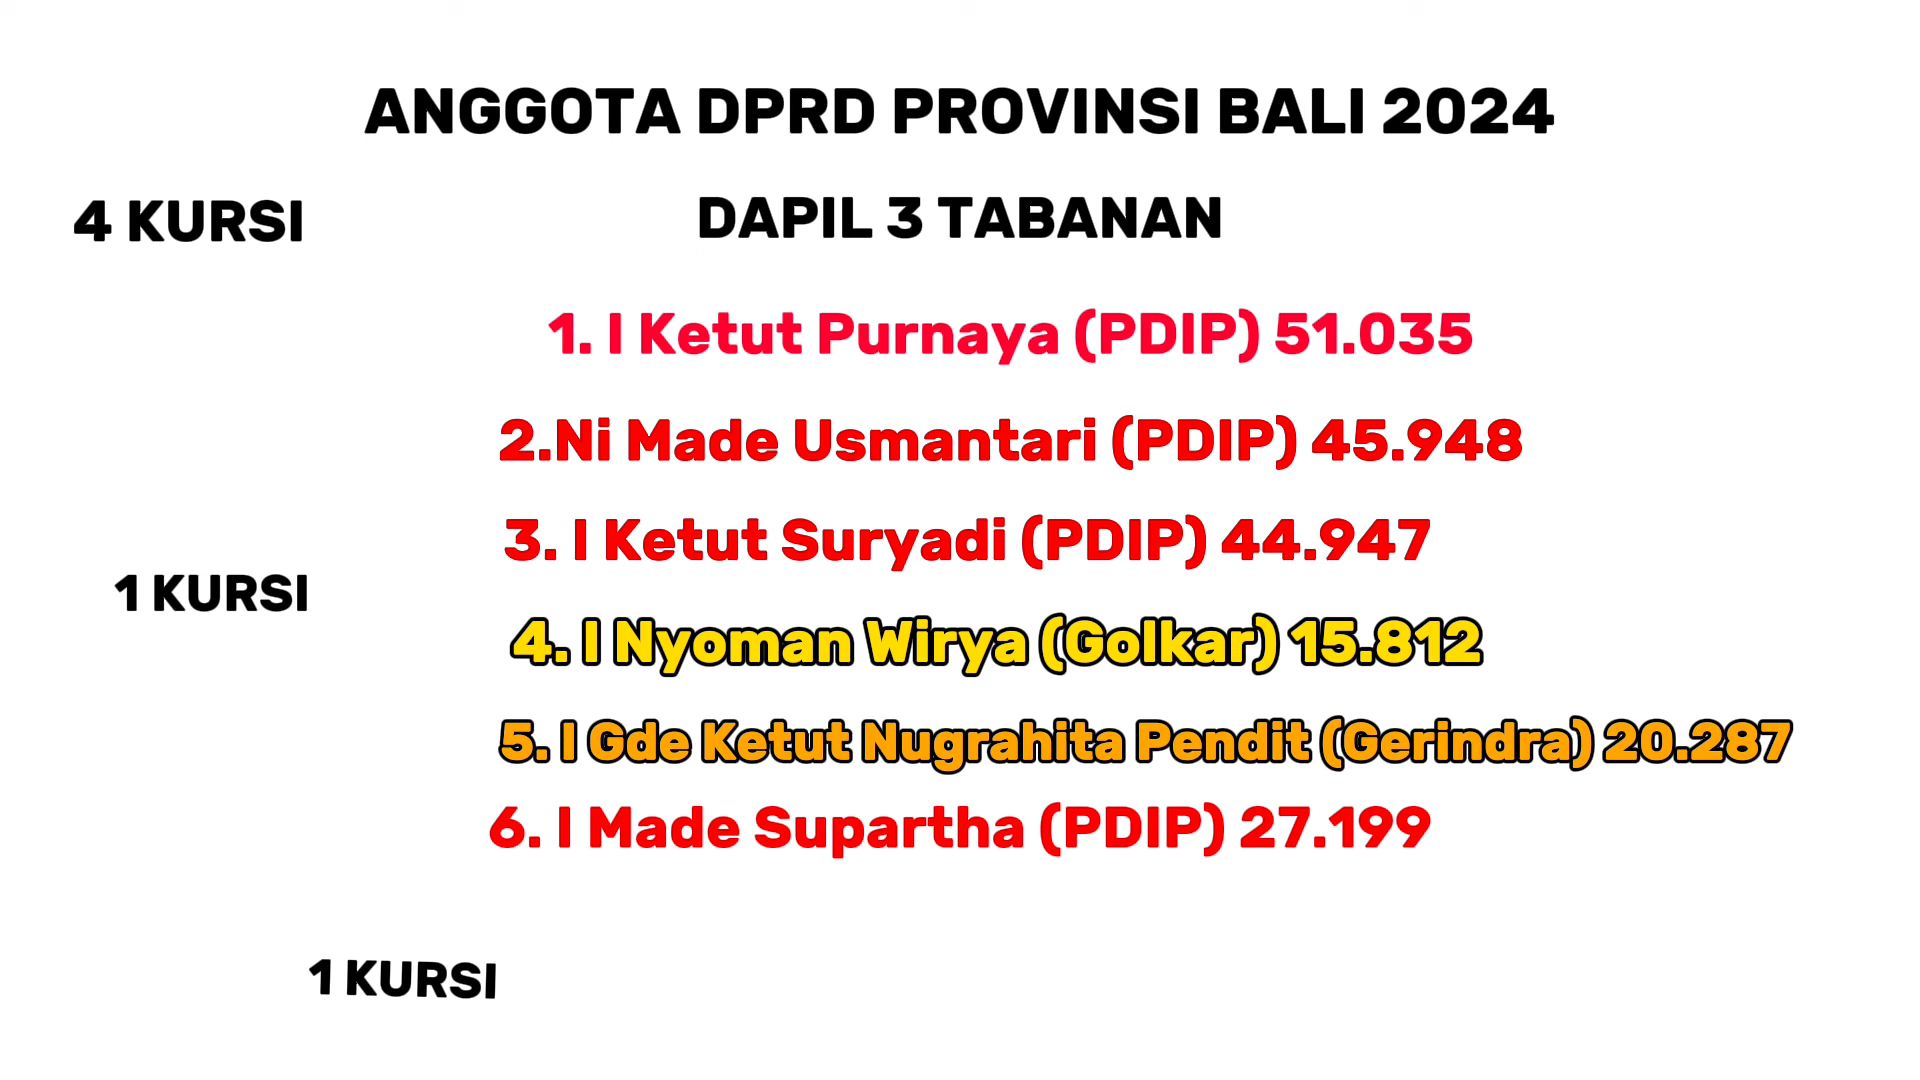 ANGGOTA DPRD PROVINSI BALI 2024
4 KURSI
DAPIL 3 TABANAN
1. I Ketut Purnaya (PDIP) 51.035
2.Ni Made Usmantari (PDIP) 45.948
3. I Ketut Suryadi (PDIP) 44.947
1 KURSI
4. I Nyoman Wirya (Golkar) 15.812
5. I Gde Ketut Nugrahita Pendit (Gerindra) 20.287
6. I Made Supartha (PDIP) 27.199
1 KURSI